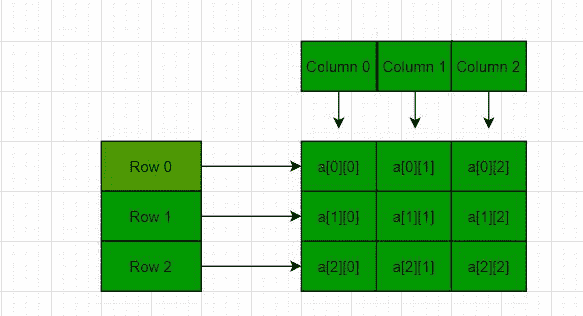 Column 0 Column 1 Column 2
Row 0 a[0][0] a[0][1] a[0][2]
Row 1 a[1][0] a[1][1] a[1][2]
Row 2 a[2][0] a[2][1] a[2][2]